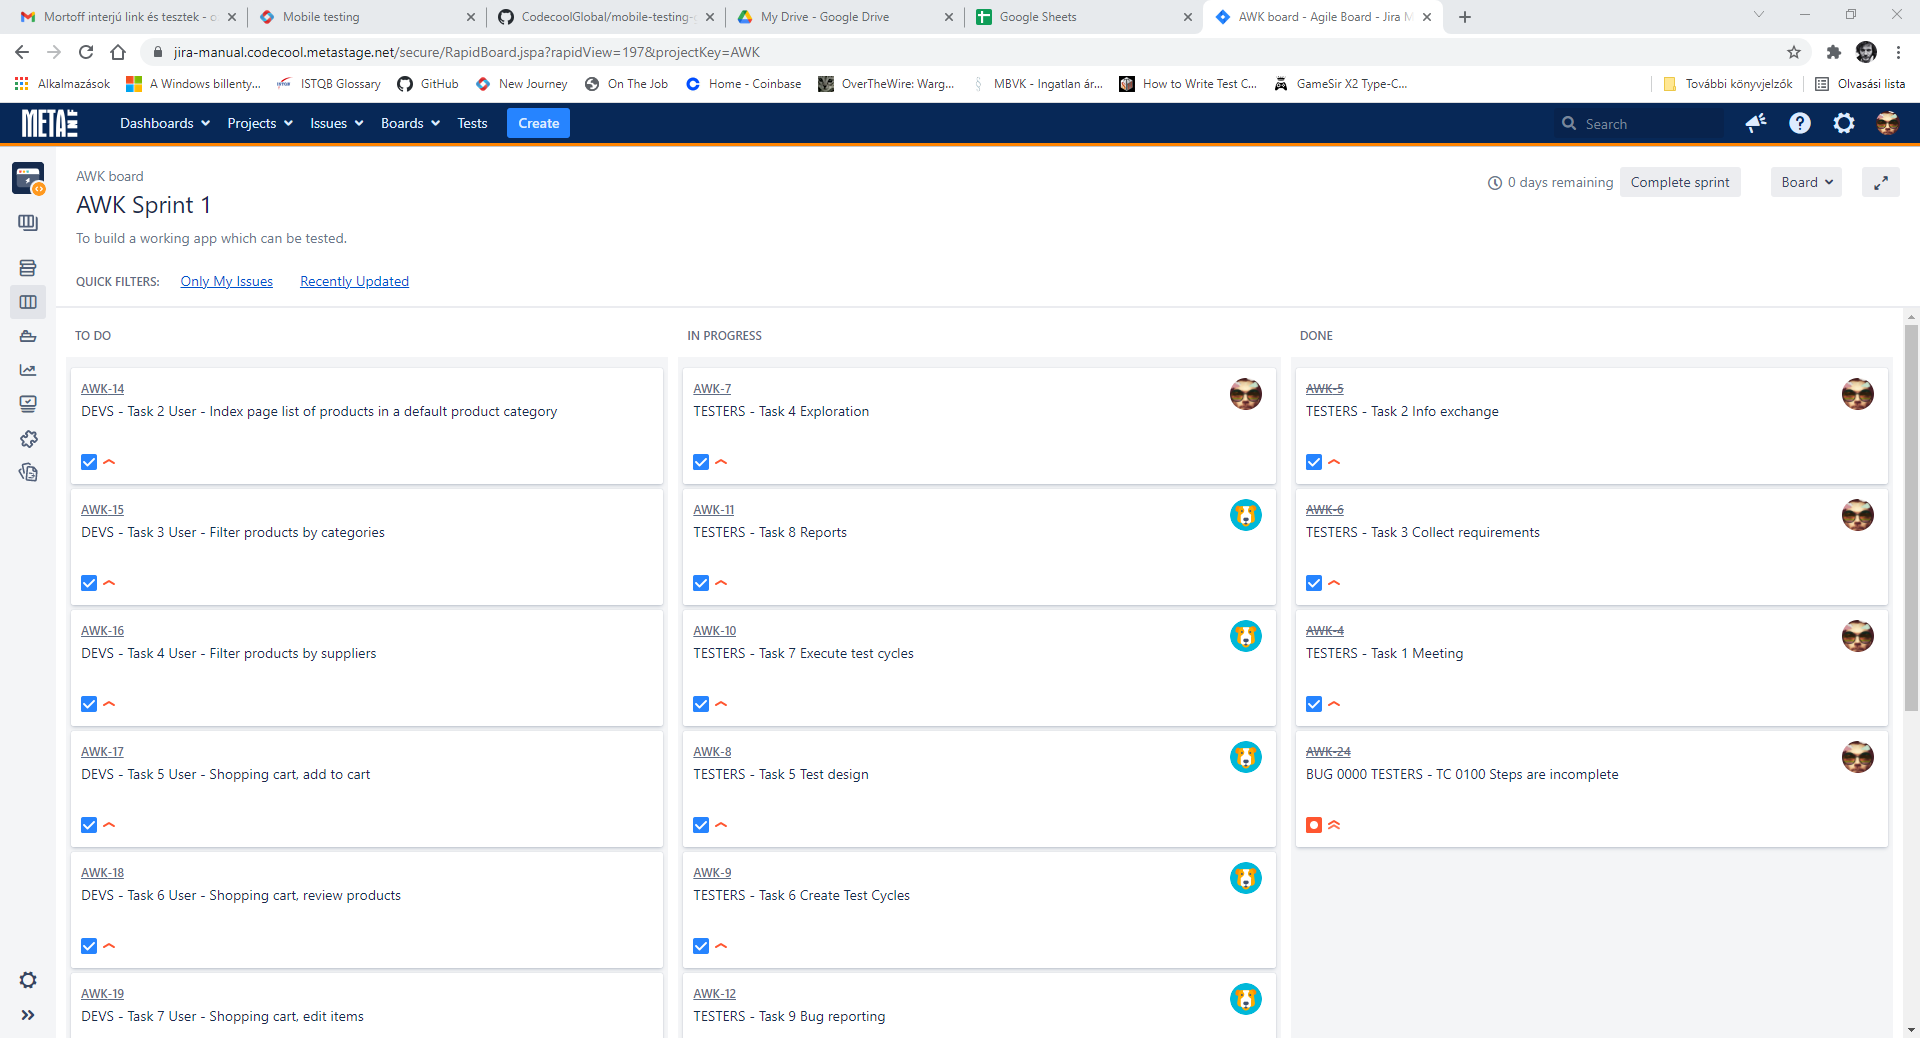 Mortoff interjú link és tesztek - o
Mobile testing
CodecoolGlobal/mobile-testing-
My Drive - Google Drive
Google Sheets
AWK board - Agile Board - Jira M
jira-manual.codecool.metastage.net/secure/RapidBoard.jspa?rapidView=197&projectKey=AWK
Alkalmazások
A Windows billenty...
ISTQB Glossary
GitHub
New Journey
On The Job
Home - Coinbase
OverTheWire: Warg...
MBVK - Ingatlan ár...
How to Write Test C...
GameSir X2 Type-C...
További könyvjelzők
Olvasási lista
META INF
Dashboards
Projects
Issues
Boards
Tests
Create
Search
AWK board
AWK Sprint 1
0 days remaining
Complete sprint
Board
To build a working app which can be tested.
QUICK FILTERS:
Only My Issues
Recently Updated
TO DO
IN PROGRESS
DONE
AWK-14
DEVS - Task 2 User - Index page list of products in a default product category
AWK-15
DEVS - Task 3 User - Filter products by categories
AWK-16
DEVS - Task 4 User - Filter products by suppliers
AWK-17
DEVS - Task 5 User - Shopping cart, add to cart
AWK-18
DEVS - Task 6 User - Shopping cart, review products
AWK-19
DEVS - Task 7 User - Shopping cart, edit items
AWK-7
TESTERS - Task 4 Exploration
AWK-11
TESTERS - Task 8 Reports
AWK-10
TESTERS - Task 7 Execute test cycles
AWK-8
TESTERS - Task 5 Test design
AWK-9
TESTERS - Task 6 Create Test Cycles
AWK-12
TESTERS - Task 9 Bug reporting
AWK-5
TESTERS - Task 2 Info exchange
AWK-6
TESTERS - Task 3 Collect requirements
AWK-4
TESTERS - Task 1 Meeting
AWK-24
BUG 0000 TESTERS - TC 0100 Steps are incomplete